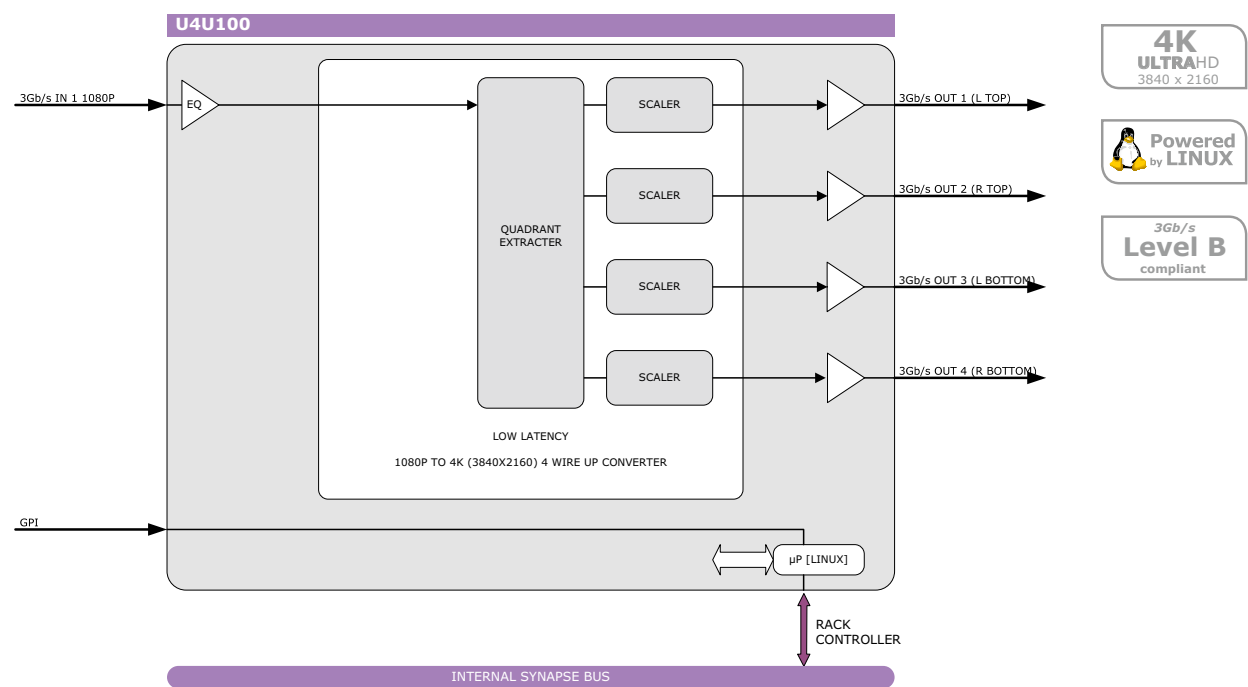 U4U100
3Gb/s IN 1 1080P
EQ
QUADRANT
EXTRACTER
SCALER
SCALER
SCALER
SCALER
3Gb/s OUT 1 (L TOP)
3Gb/s OUT 2 (R TOP)
3Gb/s OUT 3 (L BOTTOM)
3Gb/s OUT 4 (R BOTTOM)
LOW LATENCY
1080P TO 4K (3840X2160) 4 WIRE UP CONVERTER
GPI
µP [LINUX]
RACK
CONTROLLER
INTERNAL SYNAPSE BUS
4K
ULTRAHD
3840 x 2160
Powered
by LINUX
3Gb/s
Level B
compliant